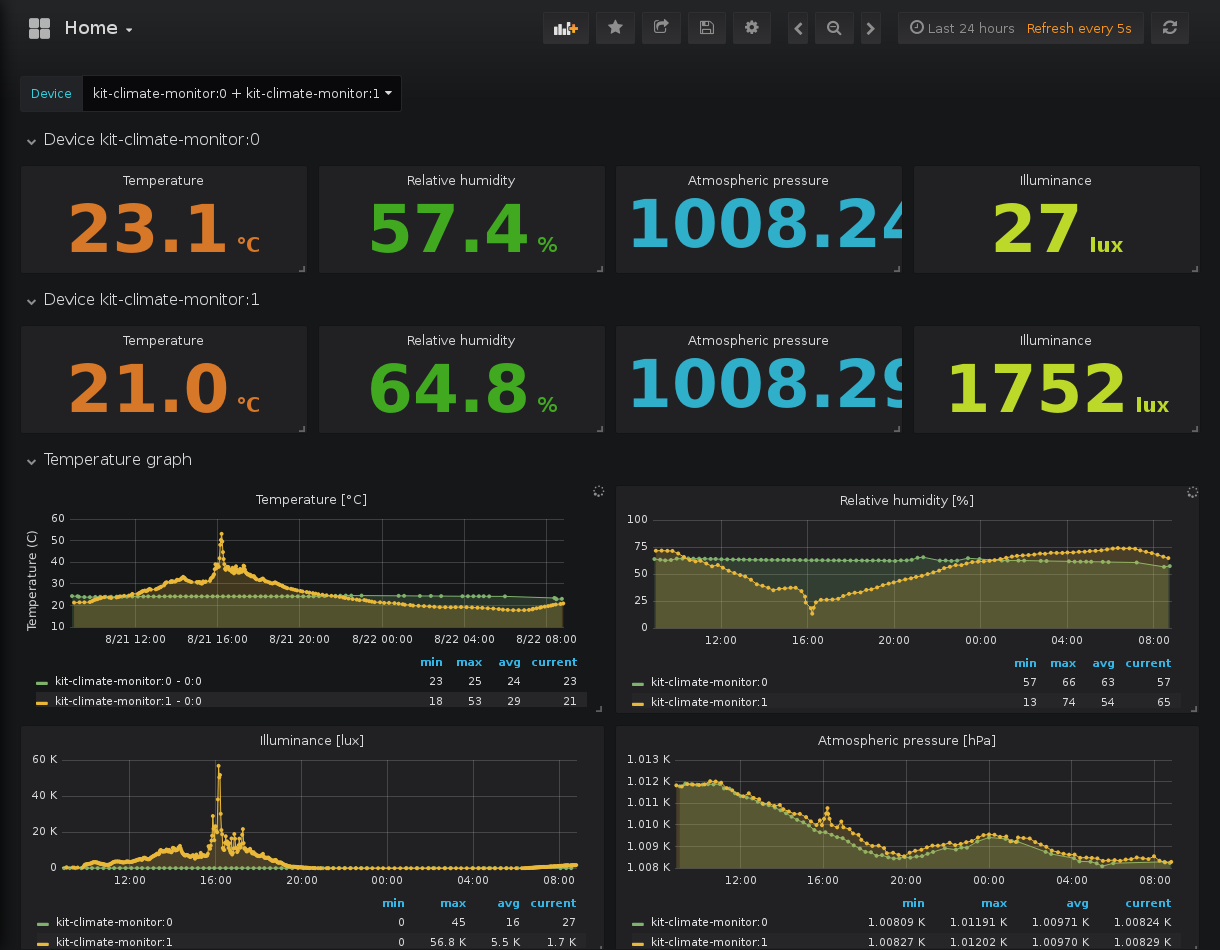 Home
Last 24 hours Refresh every 5s
Device kit-climate-monitor:0 + kit-climate-monitor:1
Device kit-climate-monitor:0
Temperature Relative humidity Atmospheric pressure Illuminance
23.1 °C 57.4 % 1008.24 27 lux
Device kit-climate-monitor:1
Temperature Relative humidity Atmospheric pressure Illuminance
21.0 °C 64.8 % 1008.29 1752 lux
Temperature graph
Temperature [°C]
Temperature (C)
60
50
40
30
20
10
8/21 12:00 8/21 16:00 8/21 20:00 8/22 00:00 8/22 04:00 8/22 08:00
min max avg current
kit-climate-monitor:0 - 0:0 23 25 24 23
kit-climate-monitor:1 - 0:0 18 53 29 21
Relative humidity [%]
100
75
50
25
0
12:00 16:00 20:00 00:00 04:00 08:00
min max avg current
kit-climate-monitor:0 57 66 63 57
kit-climate-monitor:1 13 74 54 65
Illuminance [lux]
60 K
40 K
20 K
0
12:00 16:00 20:00 00:00 04:00 08:00
min max avg current
kit-climate-monitor:0 0 45 16 27
kit-climate-monitor:1 0 56.8 K 5.5 K 1.7 K
Atmospheric pressure [hPa]
1.013 K
1.012 K
1.011 K
1.010 K
1.009 K
1.008 K
12:00 16:00 20:00 00:00 04:00 08:00
min max avg current
kit-climate-monitor:0 1.00809 K 1.01191 K 1.00971 K 1.00824 K
kit-climate-monitor:1 1.00827 K 1.01202 K 1.00970 K 1.00829 K